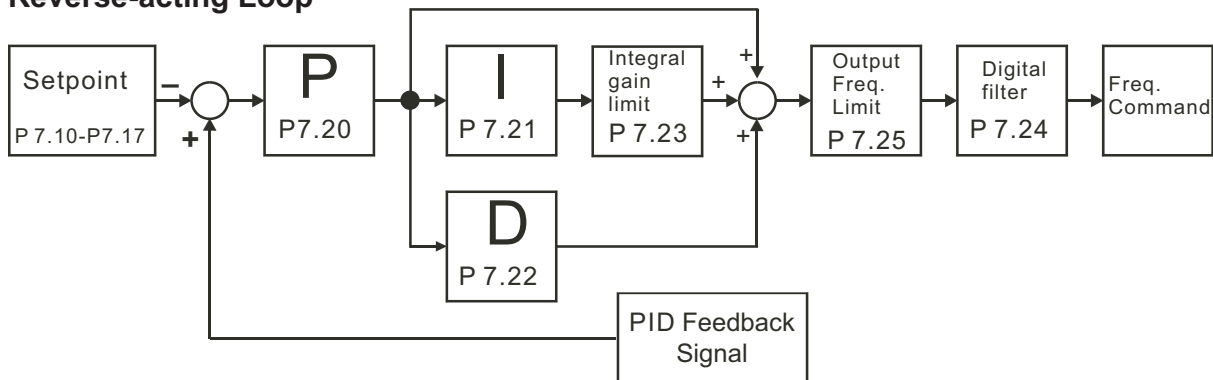 Reverse-acting Loop
Setpoint
P 7.10-P7.17
–
+
P
P7.20
I
P 7.21
Integral
gain
limit
P 7.23
D
P 7.22
+
+
+
Output
Freq.
Limit
P 7.25
Digital
filter
P 7.24
Freq.
Command
PID Feedback
Signal